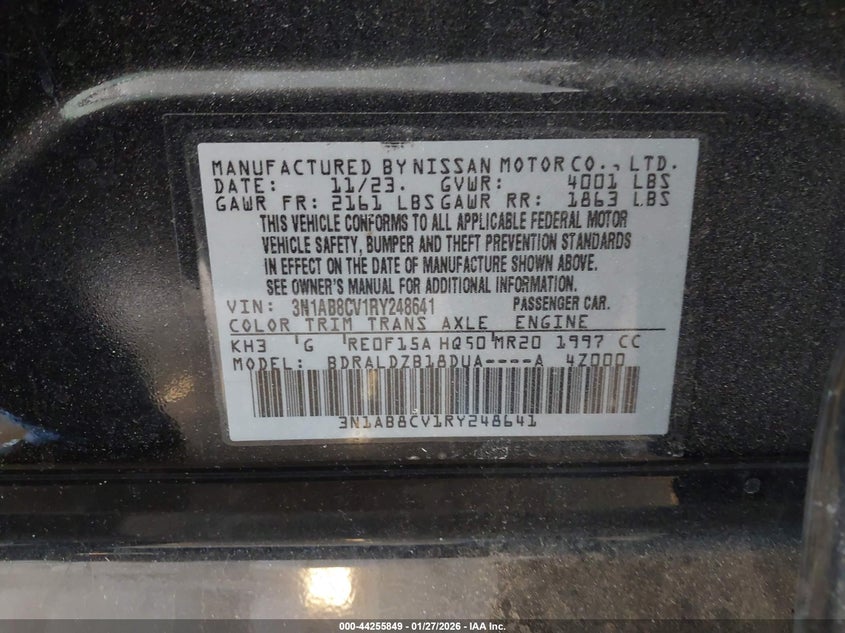 MANUFACTURED BY NISSAN MOTOR CO., LTD.
DATE: 11/23. GVWR: 4001 LBS
GAWR FR: 2161 LBS GAWR RR: 1863 LBS
THIS VEHICLE CONFORMS TO ALL APPLICABLE FEDERAL MOTOR
VEHICLE SAFETY, BUMPER AND THEFT PREVENTION STANDARDS
IN EFFECT ON THE DATE OF MANUFACTURE SHOWN ABOVE.
SEE OWNER'S MANUAL FOR ADDITIONAL INFORMATION.
VIN: 3N1AB8CV1RY248641 PASSENGER CAR.
COLOR TRIM TRANS AXLE ENGINE
KH3 'G 'RE0F15A HQ50'MR20 1997 CC
MODEL: BDRALDZB18DUA----A 4Z000
3N1AB8CV1RY248641
000-44255849 | 01/27/2026 - IAA Inc.